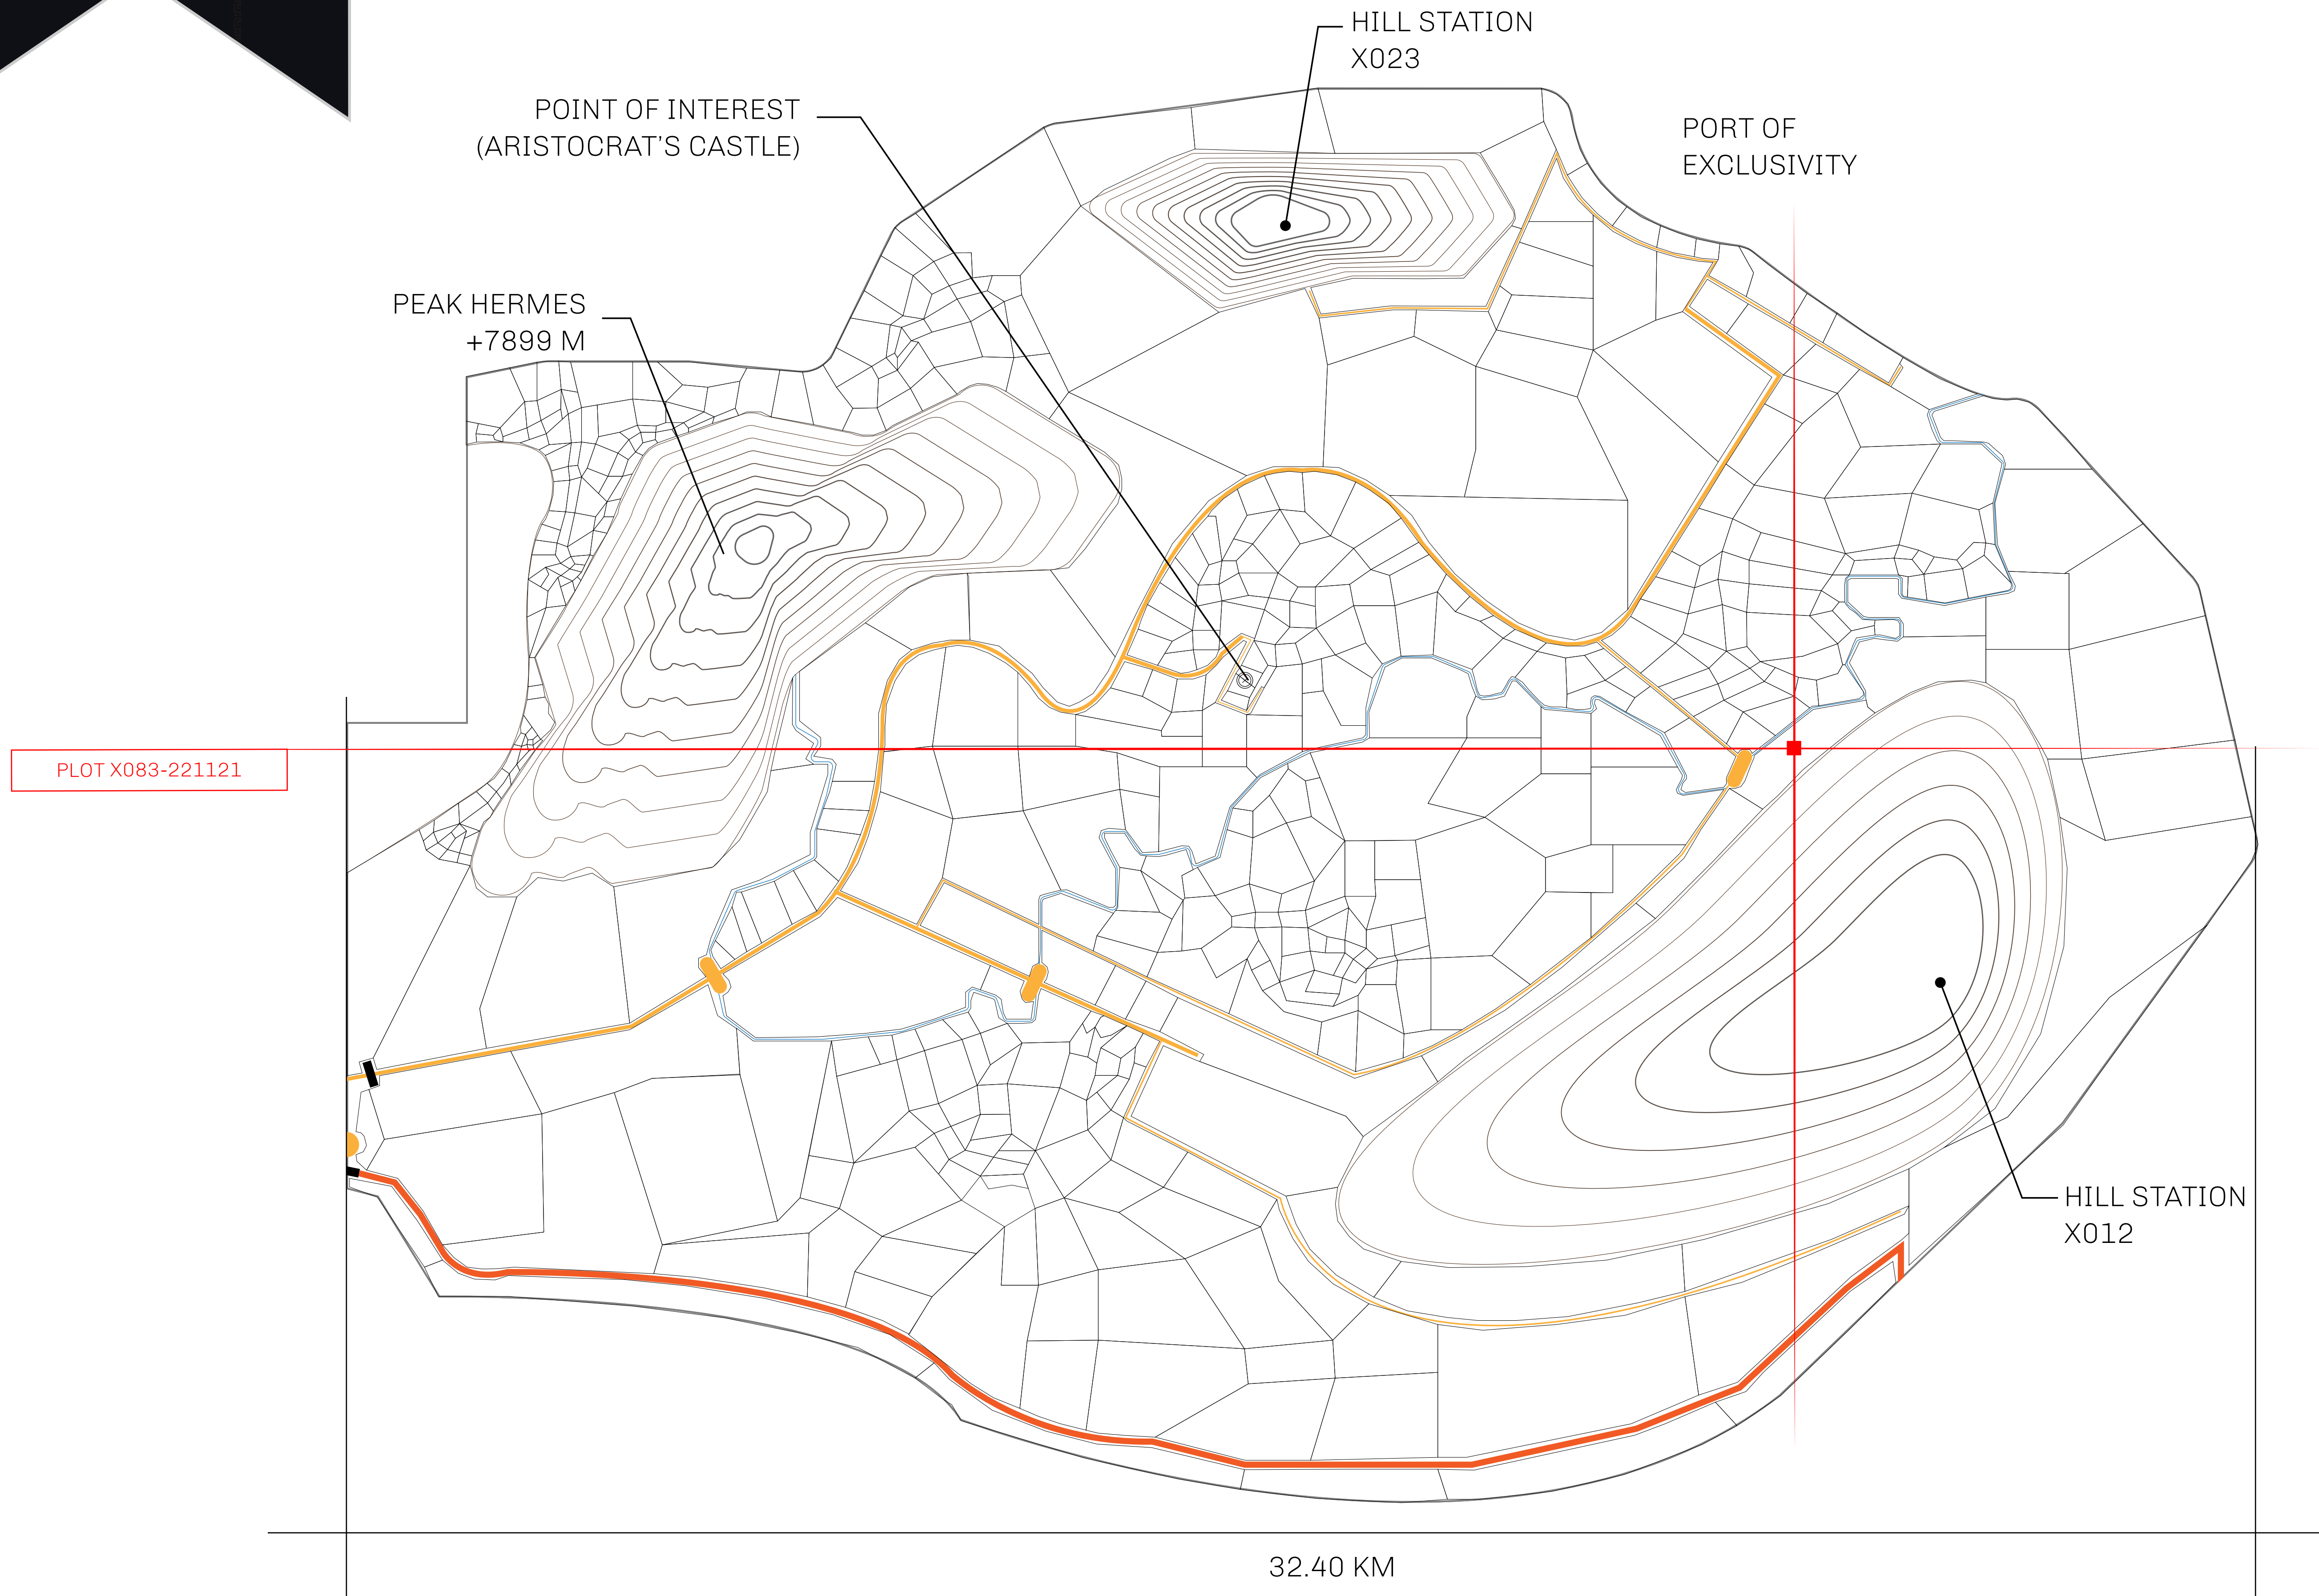 HILL STATION
X023
POINT OF INTEREST
(ARISTOCRAT'S CASTLE)
PORT OF
EXCLUSIVITY
PEAK HERMES
+7899 M
PLOT X083-221121
HILL STATION
X012
32.40 KM